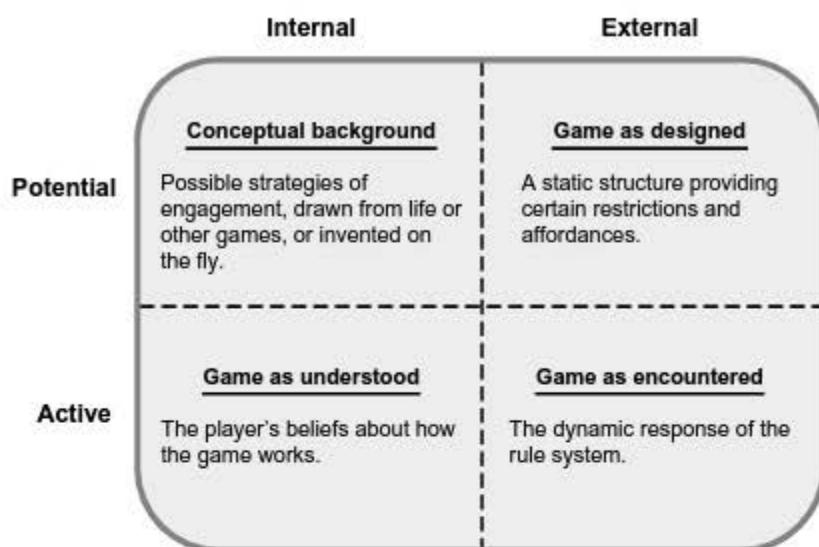 Internal
External
Potential
Conceptual background
Possible strategies of
engagement, drawn from life or
other games, or invented on
the fly.
Game as designed
A static structure providing
certain restrictions and
affordances.
Active
Game as understood
The player's beliefs about how
the game works.
Game as encountered
The dynamic response of the
rule system.